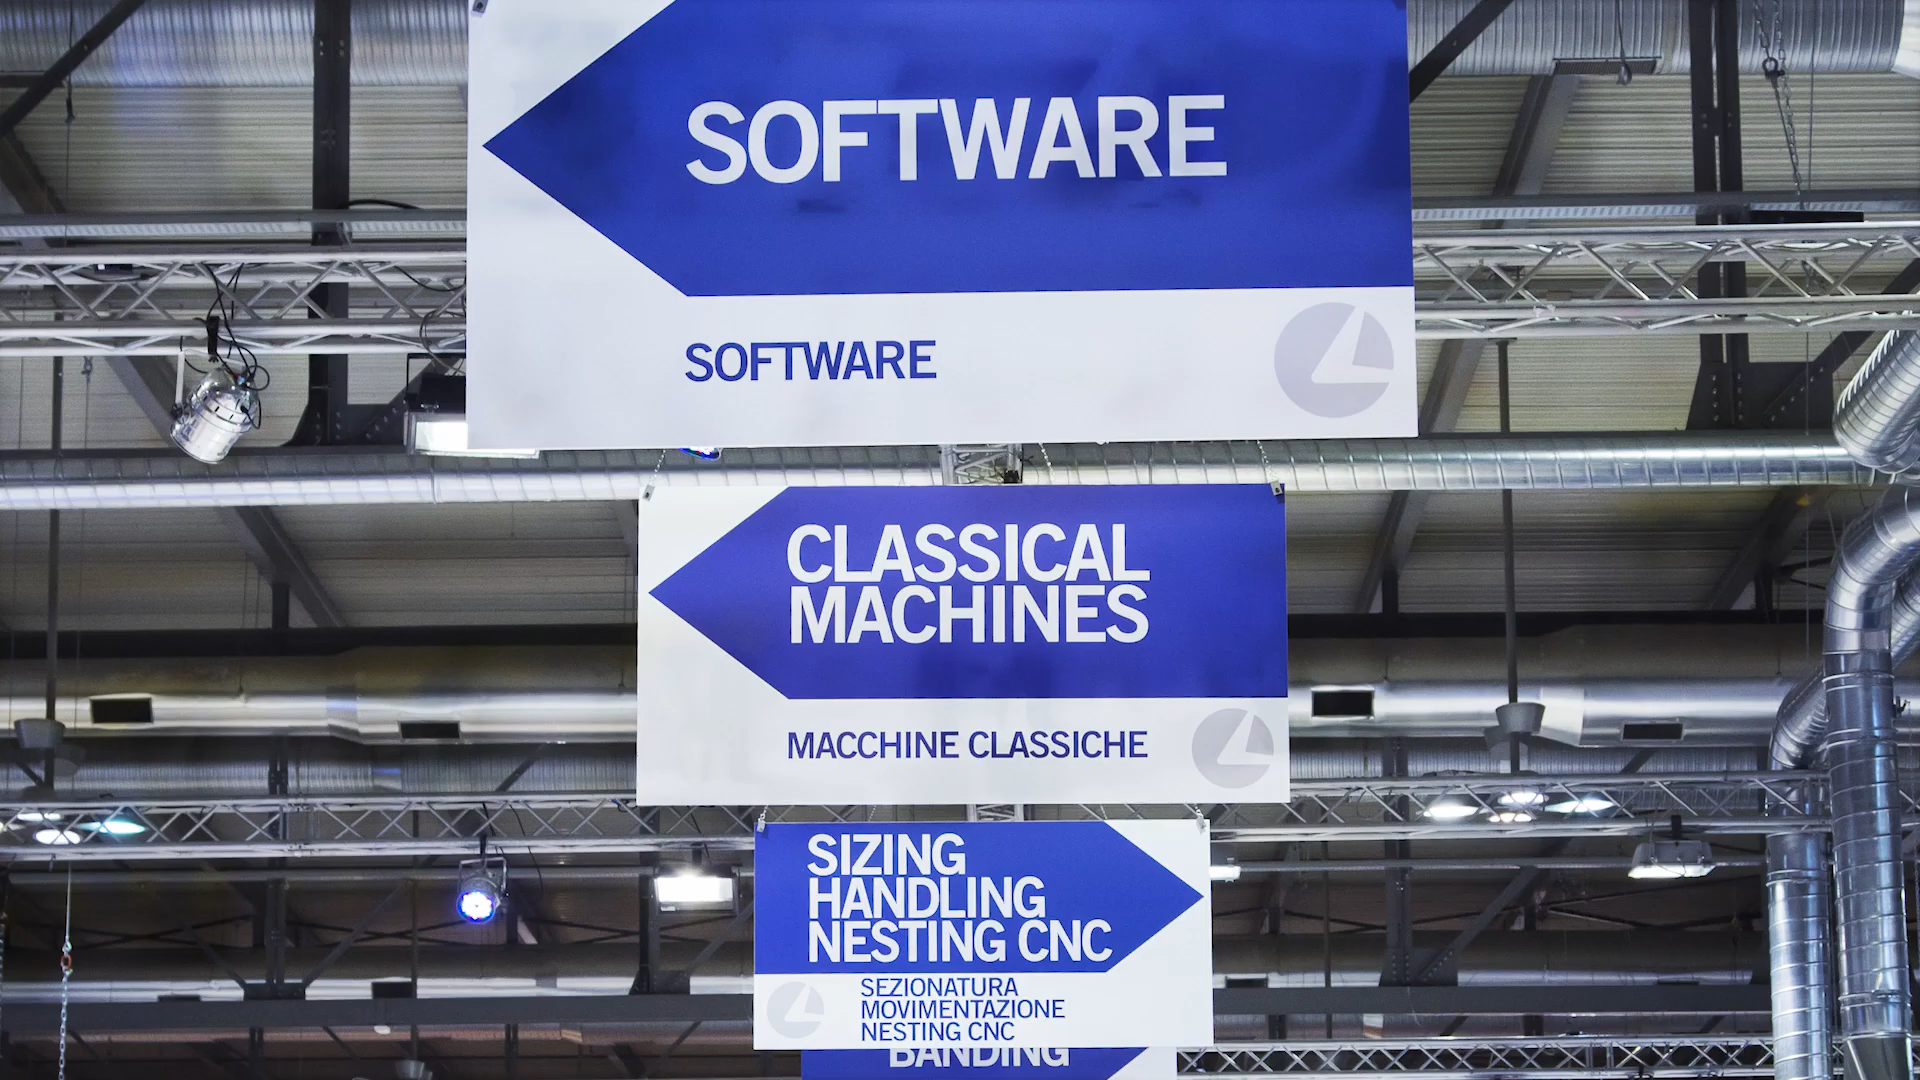 SOFTWARE
SOFTWARE
CLASSICAL
MACHINES
MACCHINE CLASSICHE
SIZING
HANDLING
NESTING CNC
SEZIONATURA
MOVIMENTAZIONE
NESTING CNC
BANDING